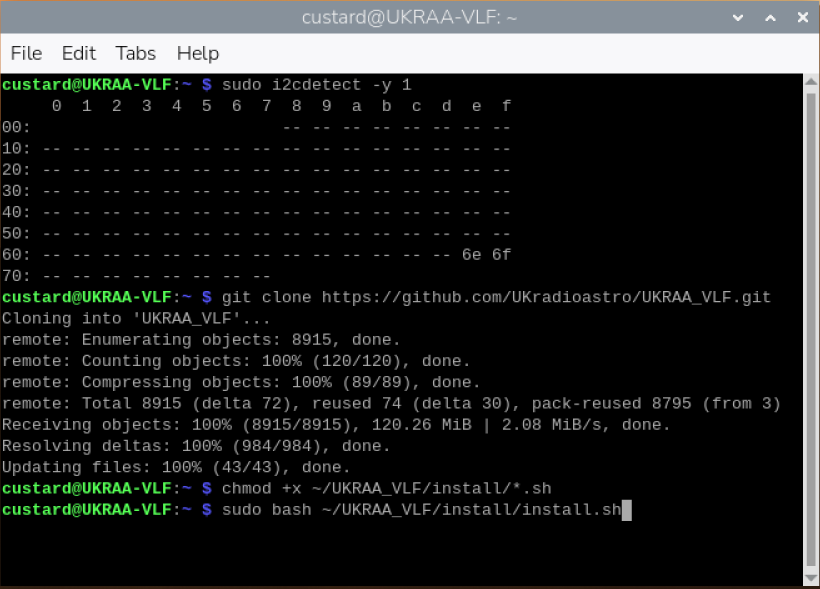 custard@UKRAA-VLF: ~
File Edit Tabs Help
custard@UKRAA-VLF:~ $ sudo i2cdetect -y 1
     0  1  2  3  4  5  6  7  8  9  a  b  c  d  e  f
00:                         -- -- -- -- -- -- -- --
10: -- -- -- -- -- -- -- -- -- -- -- -- -- -- -- --
20: -- -- -- -- -- -- -- -- -- -- -- -- -- -- -- --
30: -- -- -- -- -- -- -- -- -- -- -- -- -- -- -- --
40: -- -- -- -- -- -- -- -- -- -- -- -- -- -- -- --
50: -- -- -- -- -- -- -- -- -- -- -- -- -- -- -- --
60: -- -- -- -- -- -- -- -- -- -- -- -- -- -- 6e 6f
70: -- -- -- -- -- -- -- --
custard@UKRAA-VLF:~ $ git clone https://github.com/UKradioastro/UKRAA_VLF.git
Cloning into 'UKRAA_VLF'...
remote: Enumerating objects: 8915, done.
remote: Counting objects: 100% (120/120), done.
remote: Compressing objects: 100% (89/89), done.
remote: Total 8915 (delta 72), reused 74 (delta 30), pack-reused 8795 (from 3)
Receiving objects: 100% (8915/8915), 120.26 MiB | 2.08 MiB/s, done.
Resolving deltas: 100% (984/984), done.
Updating files: 100% (43/43), done.
custard@UKRAA-VLF:~ $ chmod +x ~/UKRAA_VLF/install/*.sh
custard@UKRAA-VLF:~ $ sudo bash ~/UKRAA_VLF/install/install.sh